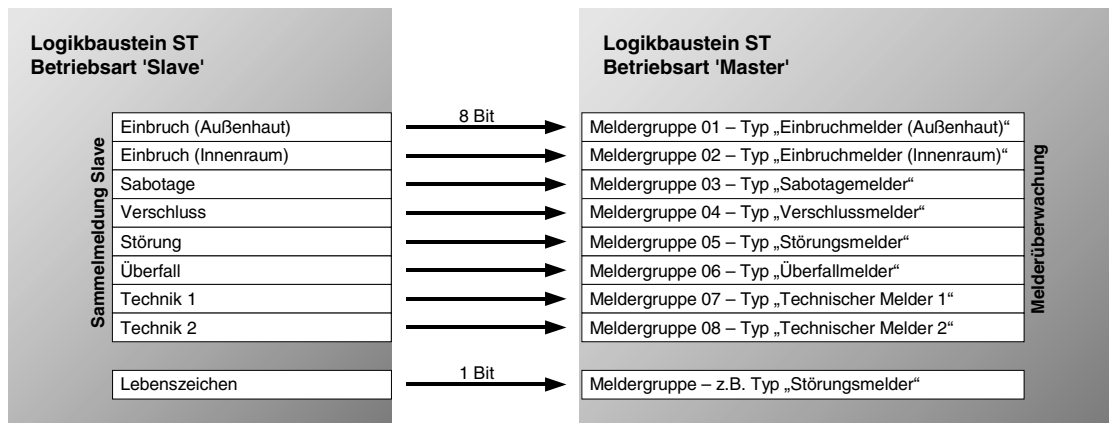 Logikbaustein ST
Betriebsart 'Slave'
Logikbaustein ST
Betriebsart 'Master'
Sammelmeldung Slave
Einbruch (Außenhaut)
8 Bit
Meldergruppe 01 – Typ „Einbruchmelder (Außenhaut)“
Einbruch (Innenraum)
Meldergruppe 02 – Typ „Einbruchmelder (Innenraum)“
Sabotage
Meldergruppe 03 – Typ „Sabotagemelder“
Verschluss
Meldergruppe 04 – Typ „Verschlussmelder“
Störung
Meldergruppe 05 – Typ „Störungsmelder“
Überfall
Meldergruppe 06 – Typ „Überfallmelder“
Technik 1
Meldergruppe 07 – Typ „Technischer Melder 1“
Technik 2
Meldergruppe 08 – Typ „Technischer Melder 2“
Melderüberwachung
Lebenszeichen
1 Bit
Meldergruppe – z.B. Typ „Störungsmelder“